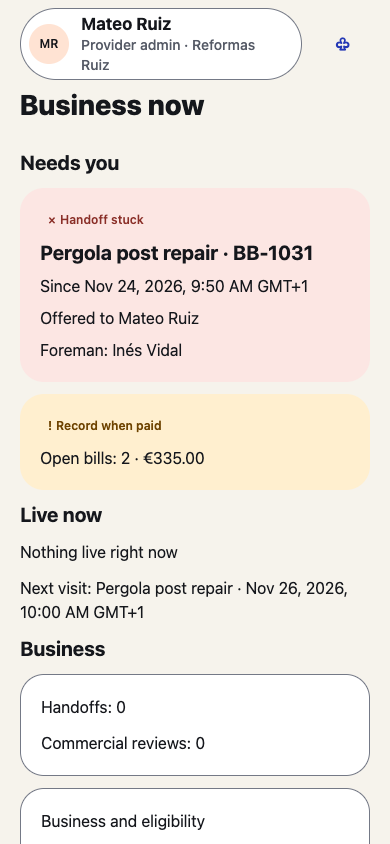 MR
Mateo Ruiz
Provider admin · Reformas
Ruiz
Business now
Needs you
× Handoff stuck
Pergola post repair · BB-1031
Since Nov 24, 2026, 9:50 AM GMT+1
Offered to Mateo Ruiz
Foreman: Inés Vidal
! Record when paid
Open bills: 2 · €335.00
Live now
Nothing live right now
Next visit: Pergola post repair · Nov 26, 2026,
10:00 AM GMT+1
Business
Handoffs: 0
Commercial reviews: 0
Business and eligibility